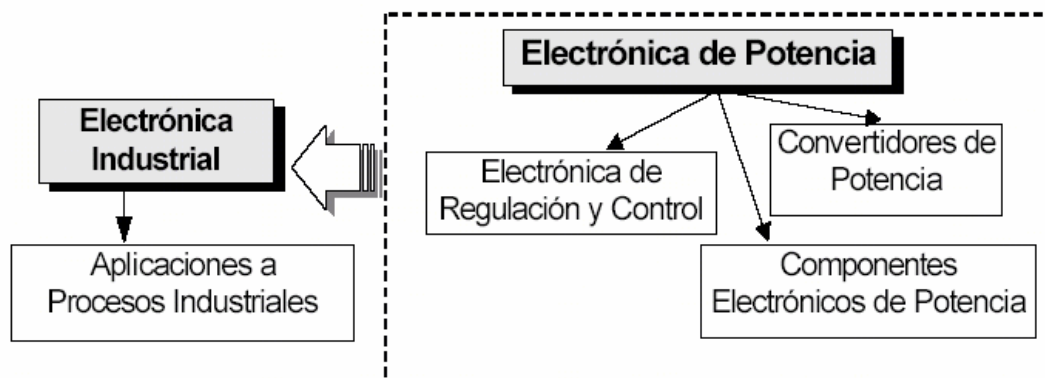 Electrónica de Potencia
Electrónica
Industrial
Convertidores de
Potencia
Electrónica de
Regulación y Control
Aplicaciones a
Procesos Industriales
Componentes
Electrónicos de Potencia